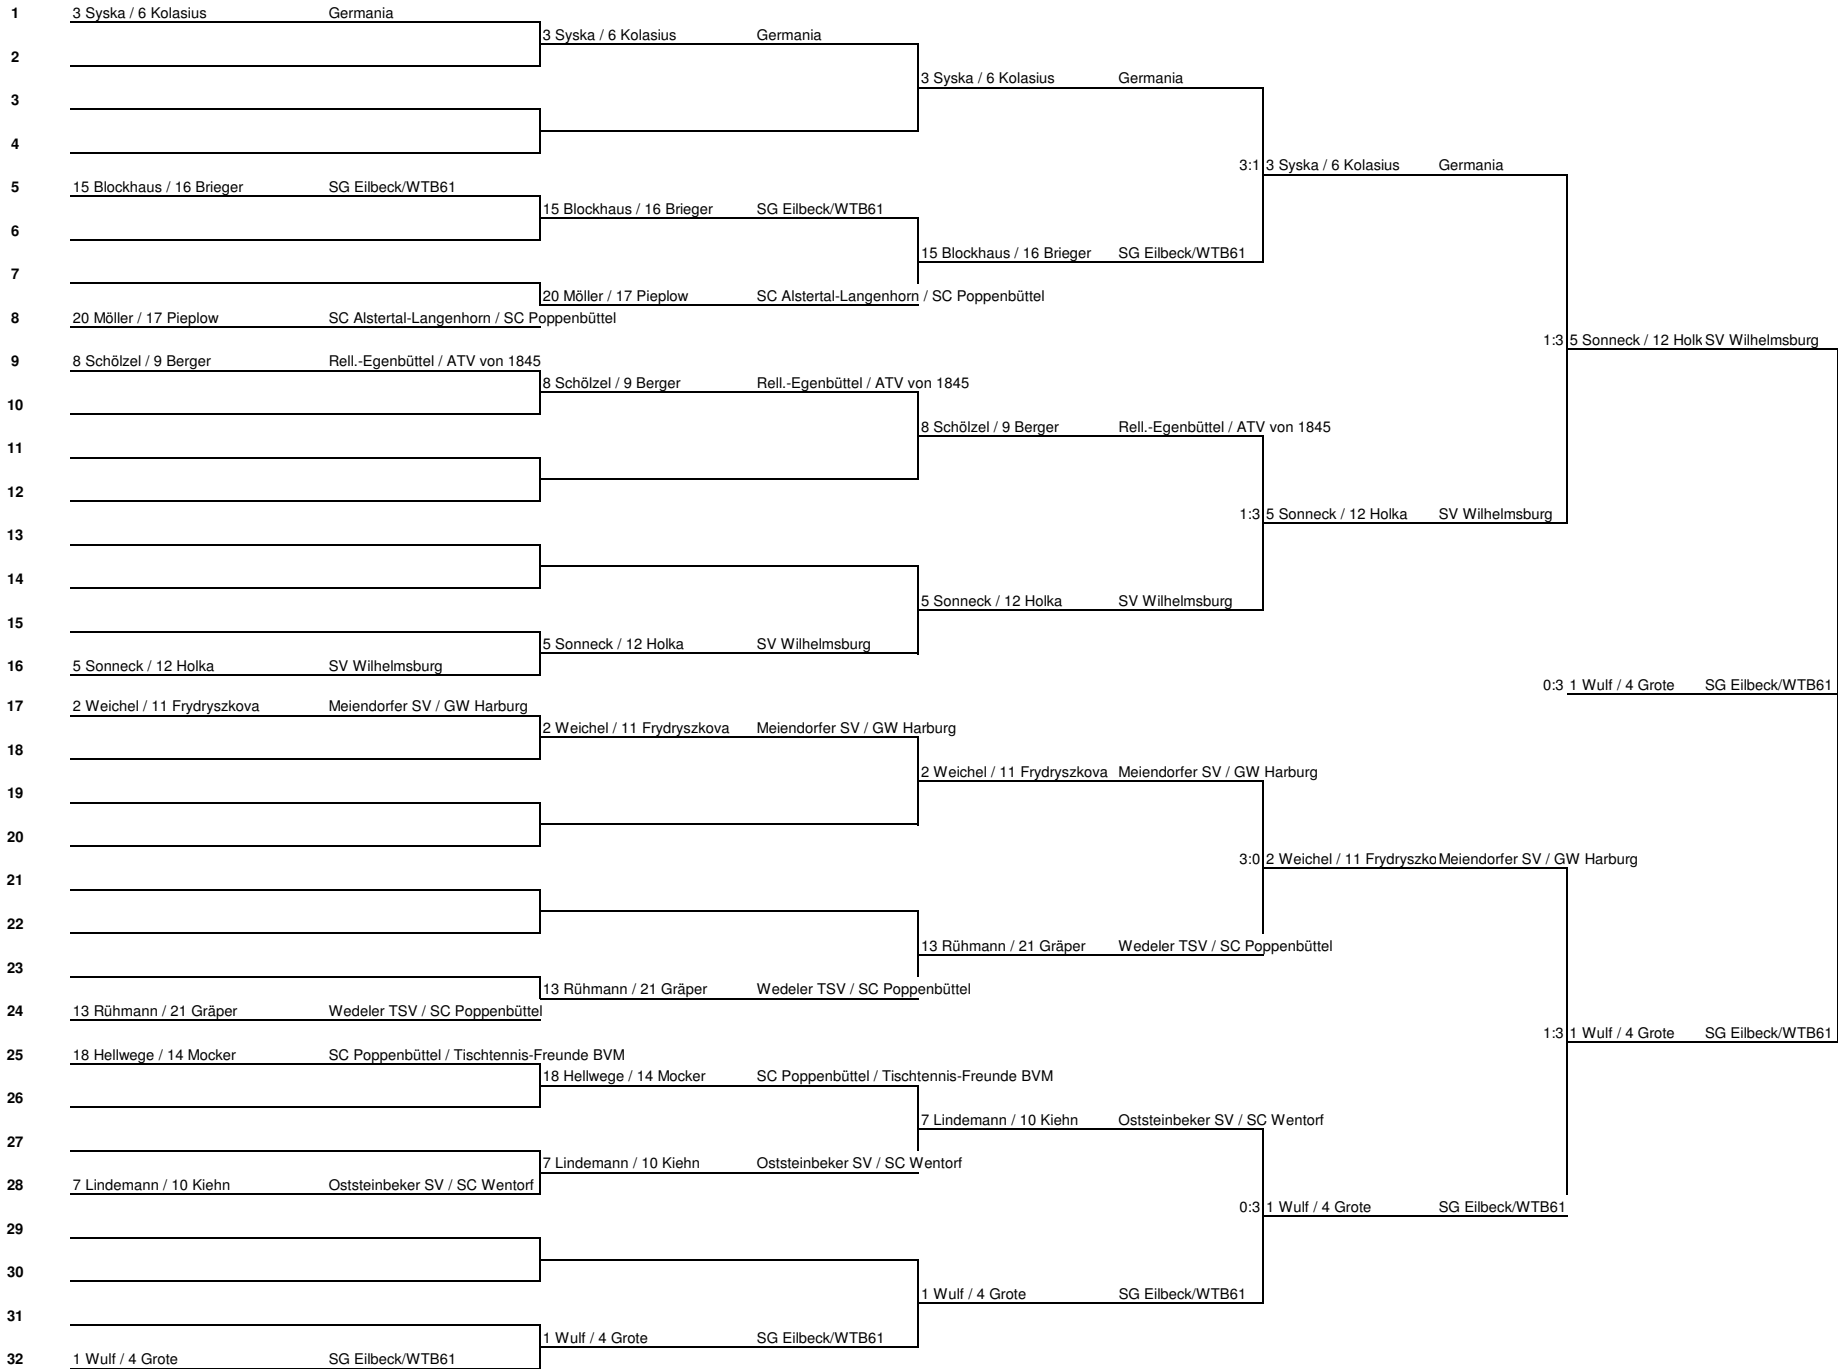 1 3 Syska / 6 Kolasius Germania
3 Syska / 6 Kolasius Germania
2
3 Syska / 6 Kolasius Germania
3
4
3:1 3 Syska / 6 Kolasius Germania
5 15 Blockhaus / 16 Brieger SG Eilbeck/WTB61
15 Blockhaus / 16 Brieger SG Eilbeck/WTB61
6
15 Blockhaus / 16 Brieger SG Eilbeck/WTB61
7
20 Möller / 17 Pieplow SC Alstertal-Langenhorn / SC Poppenbüttel
8 20 Möller / 17 Pieplow SC Alstertal-Langenhorn / SC Poppenbüttel
1:3 5 Sonneck / 12 Holk SV Wilhelmsburg
9 8 Schölzel / 9 Berger Rell.-Egenbüttel / ATV von 1845
8 Schölzel / 9 Berger Rell.-Egenbüttel / ATV von 1845
10
8 Schölzel / 9 Berger Rell.-Egenbüttel / ATV von 1845
11
12
1:3 5 Sonneck / 12 Holka SV Wilhelmsburg
13
14
5 Sonneck / 12 Holka SV Wilhelmsburg
15
5 Sonneck / 12 Holka SV Wilhelmsburg
16 5 Sonneck / 12 Holka SV Wilhelmsburg
0:3 1 Wulf / 4 Grote SG Eilbeck/WTB61
17 2 Weichel / 11 Frydryszkova Meiendorfer SV / GW Harburg
2 Weichel / 11 Frydryszkova Meiendorfer SV / GW Harburg
18
2 Weichel / 11 Frydryszkova Meiendorfer SV / GW Harburg
19
20
3:0 2 Weichel / 11 Frydryszko Meiendorfer SV / GW Harburg
21
22
13 Rühmann / 21 Gräper Wedeler TSV / SC Poppenbüttel
23
13 Rühmann / 21 Gräper Wedeler TSV / SC Poppenbüttel
24 13 Rühmann / 21 Gräper Wedeler TSV / SC Poppenbüttel
1:3 1 Wulf / 4 Grote SG Eilbeck/WTB61
25 18 Hellwege / 14 Mocker SC Poppenbüttel / Tischtennis-Freunde BVM
18 Hellwege / 14 Mocker SC Poppenbüttel / Tischtennis-Freunde BVM
26
7 Lindemann / 10 Kiehn Oststeinbeker SV / SC Wentorf
27
7 Lindemann / 10 Kiehn Oststeinbeker SV / SC Wentorf
28 7 Lindemann / 10 Kiehn Oststeinbeker SV / SC Wentorf
0:3 1 Wulf / 4 Grote SG Eilbeck/WTB61
29
30
1 Wulf / 4 Grote SG Eilbeck/WTB61
31
1 Wulf / 4 Grote SG Eilbeck/WTB61
32 1 Wulf / 4 Grote SG Eilbeck/WTB61